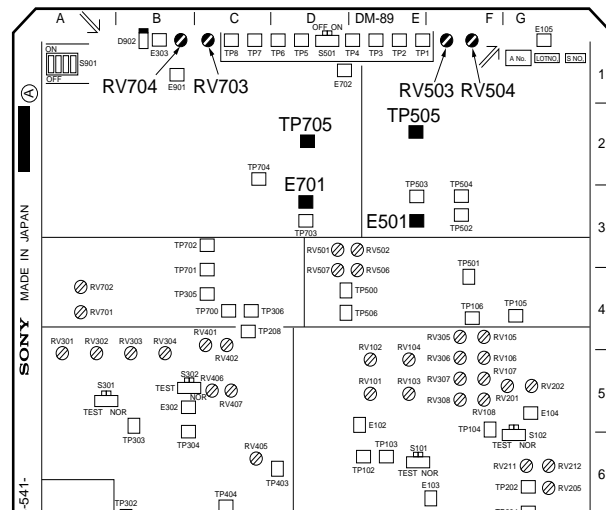 A B C D DM-89 E F G
OFF ON
D902 E303 TP8 TP7 TP6 TP5 S501 TP4 TP3 TP2 TP1 E105
ON
S901
OFF
A No. LOTNO. S NO.
RV704 E901 RV703 E702 RV503 RV504
1
A
TP705 TP505
2
TP704
E701 TP503 TP504
TP703 E501 TP502
3
MADE IN JAPAN
TP702 RV501 RV502
TP701 RV507 RV506 TP501
RV702 TP305 TP500
RV701 TP700 TP306 TP506 TP106 TP105
4
SONY
TP208
RV301 RV302 RV303 RV304 RV401 RV402 RV102 RV104 RV305 RV105
RV306 RV106
S301 S302 RV406 RV101 RV103 RV307 RV107
TEST NOR TEST NOR RV407 RV308 RV201 RV202
5
E302 RV108 E104
TP303 TP304 E102 TP104 S102
TEST NOR
RV405 TP103 S101
TP403 TP102 TEST NOR RV211 RV212
6
E103 TP202 RV205
-541-
TP302 TP404